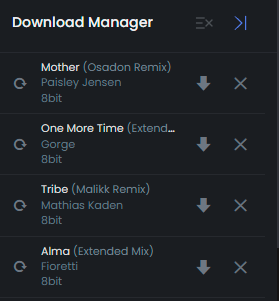 Download Manager
Mother (Osadon Remix)
Paisley Jensen
8bit
One More Time (Extend...
Gorge
8bit
Tribe (Malikk Remix)
Mathias Kaden
8bit
Alma (Extended Mix)
Fioretti
8bit